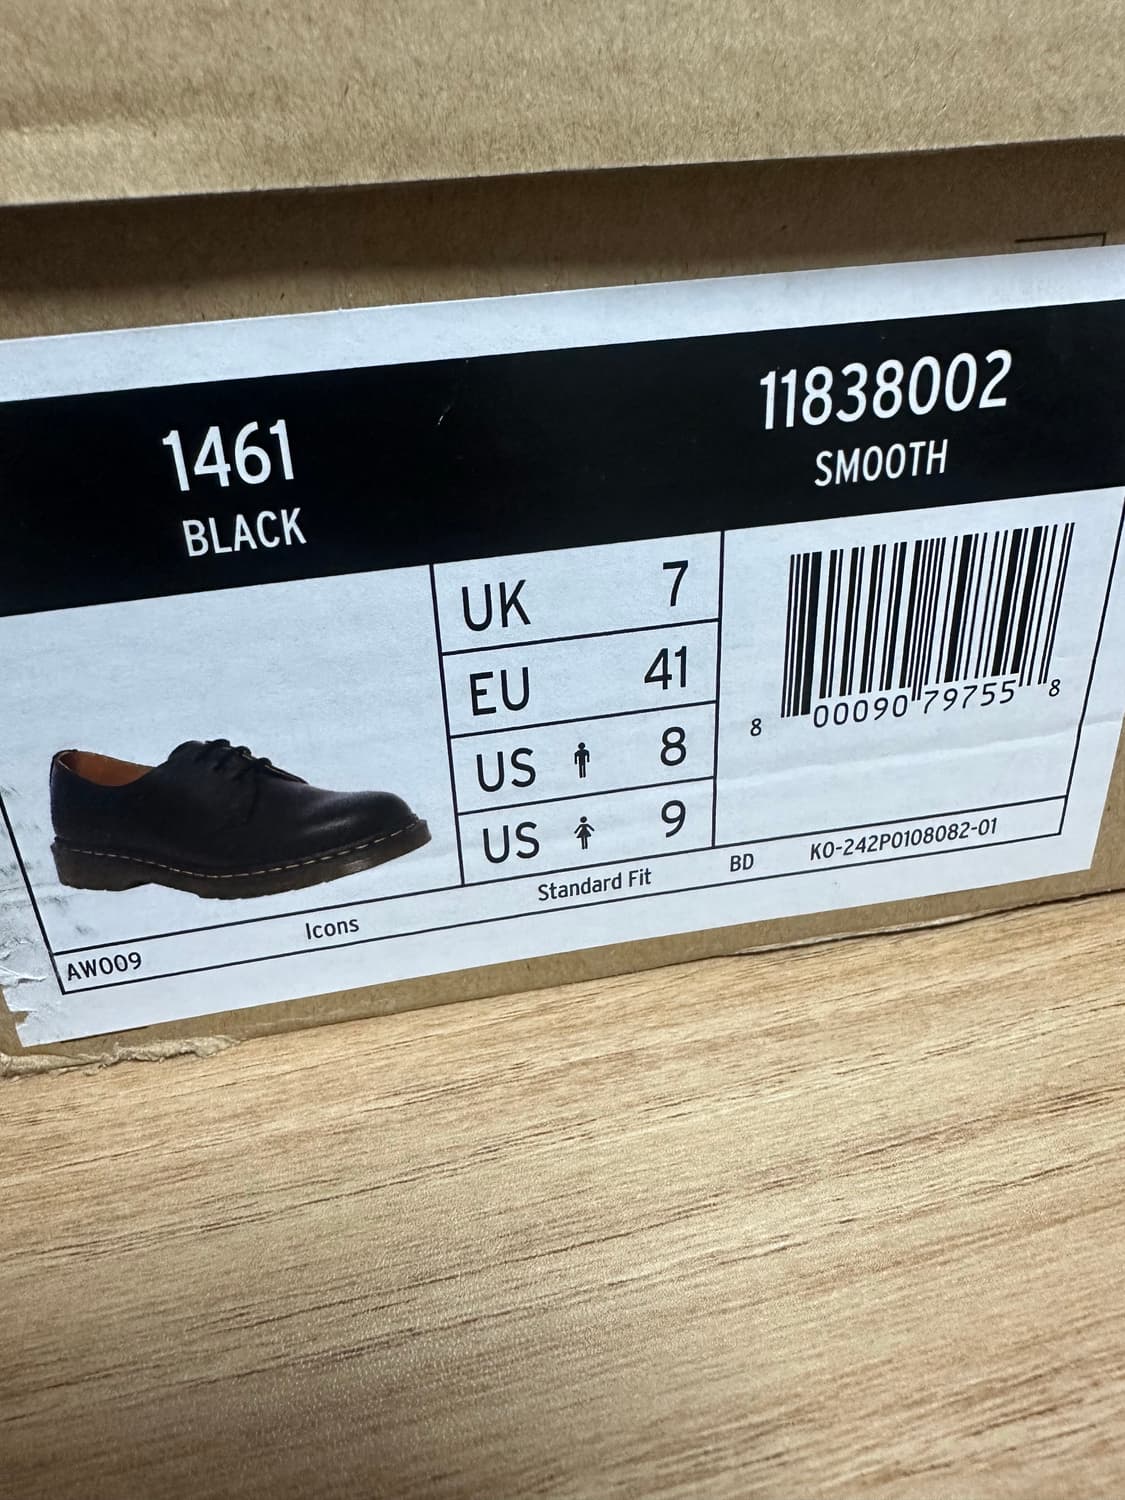 1461
BLACK
11838002
SMOOTH
UK 7
EU 41
US 8
US 9
8 00090 79755 8
AW009 Icons Standard Fit BD K0-242P0108082-01